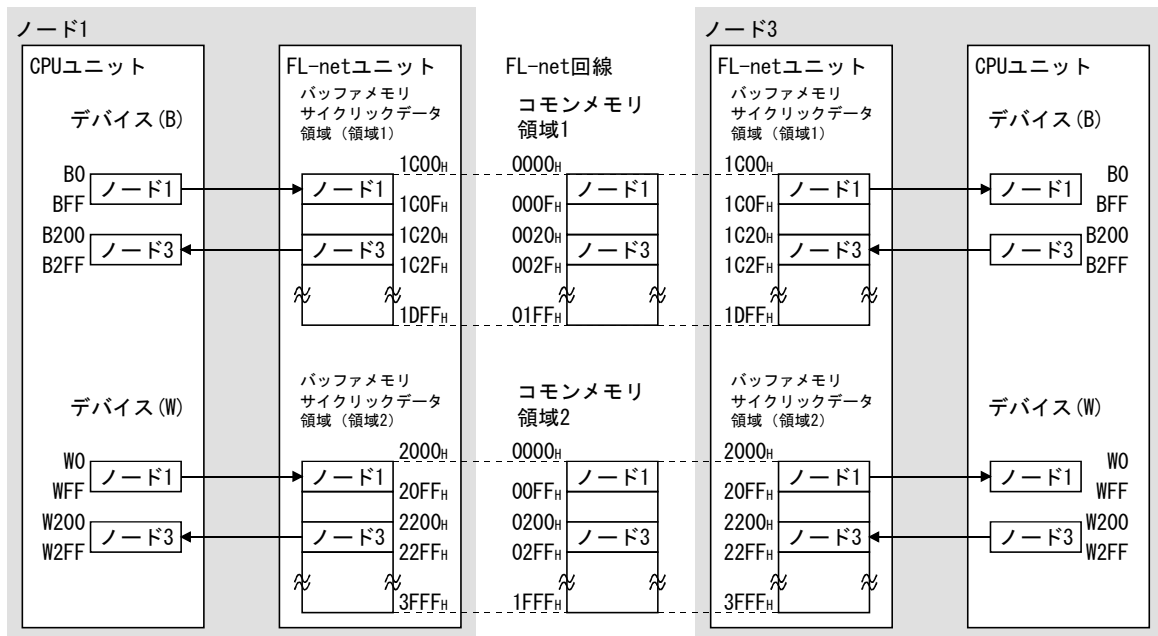 ノード1
CPUユニット
デバイス(B)
B0
BFF
ノード1
B200
B2FF
ノード3
デバイス(W)
W0
WFF
ノード1
W200
W2FF
ノード3
FL-netユニット
バッファメモリ
サイクリックデータ
領域（領域1）
1C00H
ノード1
1C0FH
1C20H
ノード3
1C2FH
1DFFH
バッファメモリ
サイクリックデータ
領域（領域2）
2000H
ノード1
20FFH
2200H
ノード3
22FFH
3FFFH
FL-net回線
コモンメモリ
領域1
0000H
ノード1
000FH
0020H
ノード3
002FH
01FFH
コモンメモリ
領域2
0000H
ノード1
00FFH
0200H
ノード3
02FFH
1FFFH
ノード3
FL-netユニット
バッファメモリ
サイクリックデータ
領域（領域1）
1C00H
ノード1
1C0FH
1C20H
ノード3
1C2FH
1DFFH
バッファメモリ
サイクリックデータ
領域（領域2）
2000H
ノード1
20FFH
2200H
ノード3
22FFH
3FFFH
CPUユニット
デバイス(B)
ノード1
B0
BFF
ノード3
B200
B2FF
デバイス(W)
ノード1
W0
WFF
ノード3
W200
W2FF